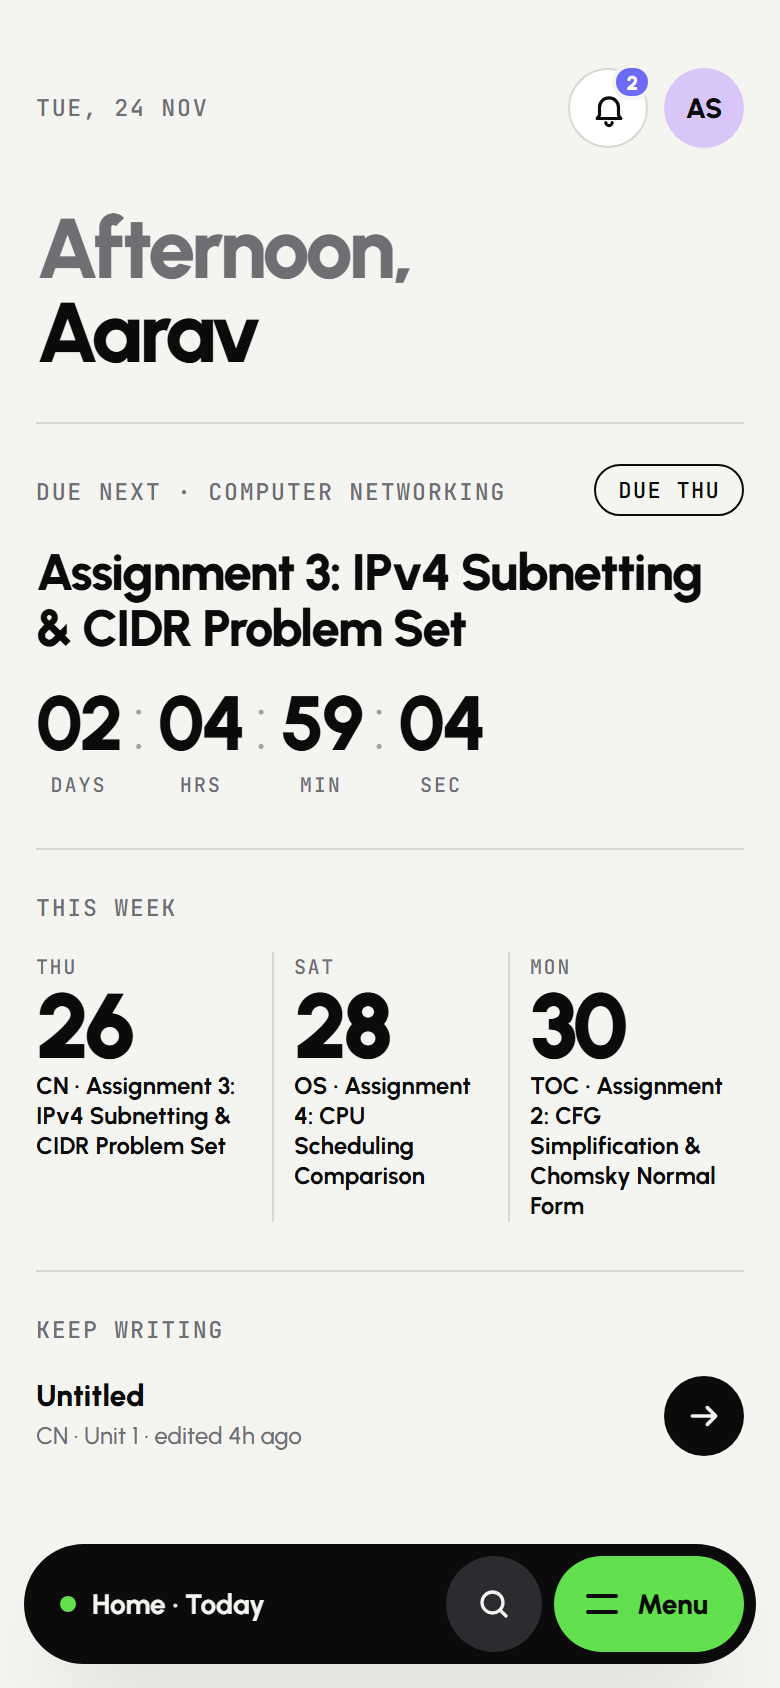 TUE, 24 NOV
2
AS
Afternoon,
Aarav
DUE NEXT · COMPUTER NETWORKING
DUE THU
Assignment 3: IPv4 Subnetting
& CIDR Problem Set
02 : 04 : 59 : 04
DAYS HRS MIN SEC
THIS WEEK
THU
26
CN · Assignment 3:
IPv4 Subnetting &
CIDR Problem Set
SAT
28
OS · Assignment
4: CPU
Scheduling
Comparison
MON
30
TOC · Assignment
2: CFG
Simplification &
Chomsky Normal
Form
KEEP WRITING
Untitled
CN · Unit 1 · edited 4h ago
Home · Today
Menu